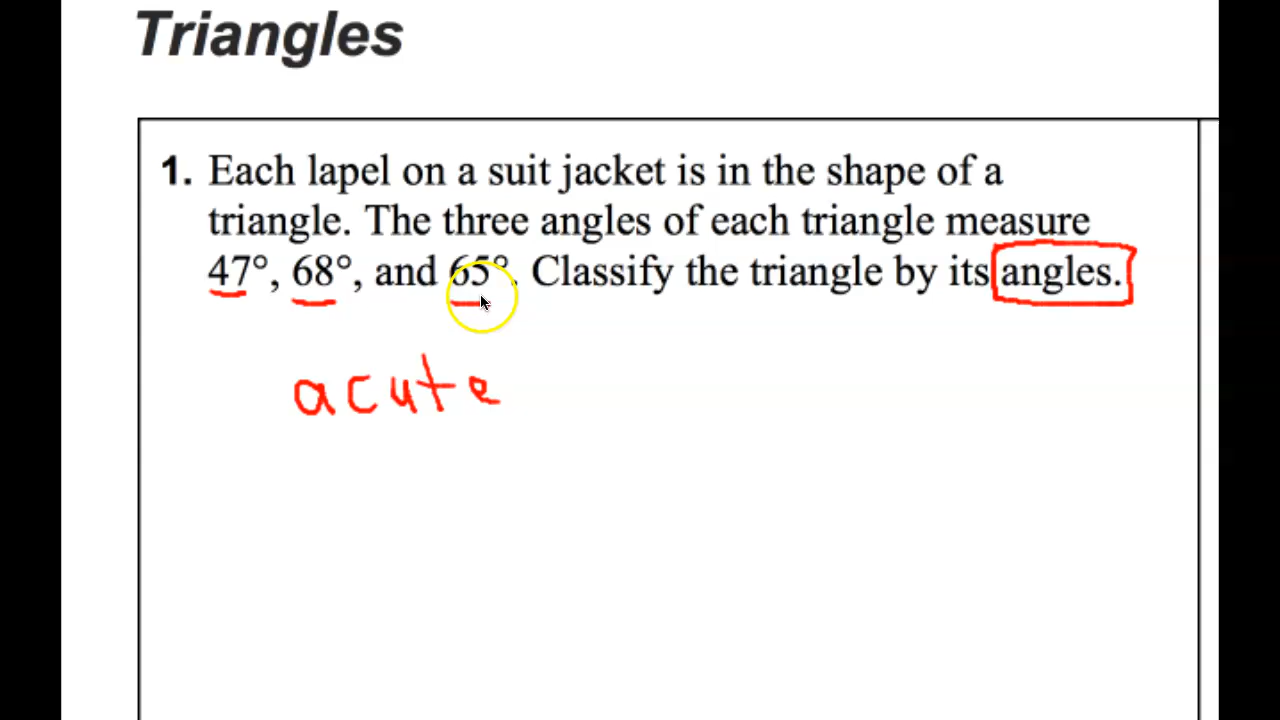 Triangles
1. Each lapel on a suit jacket is in the shape of a
triangle. The three angles of each triangle measure
47°, 68°, and 65°. Classify the triangle by its angles.
acute